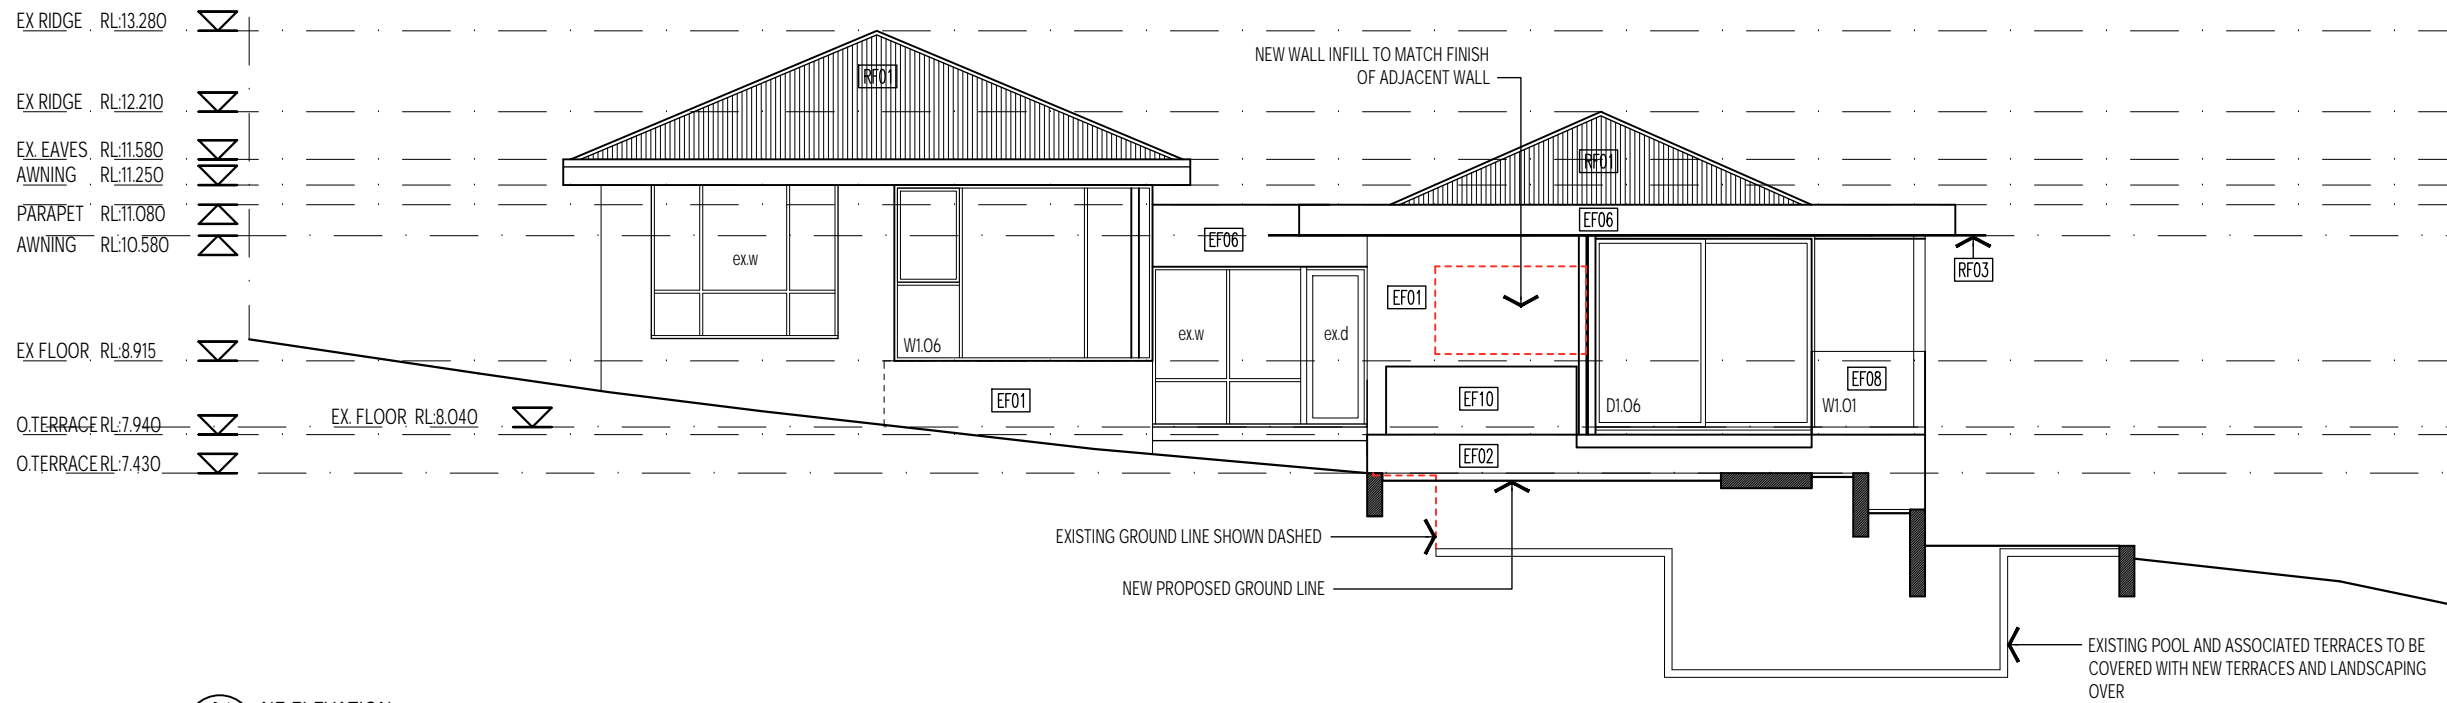 EX RIDGE RL:13.280
EX RIDGE RL:12.210
EX. EAVES RL:11.580
AWNING RL:11.250
PARAPET RL:11.080
AWNING RL:10.580
EX FLOOR RL:8.915
O.TERRACE RL:7.940
O.TERRACE RL:7.430
EX. FLOOR RL:8.040
RF01
NEW WALL INFILL TO MATCH FINISH
OF ADJACENT WALL
RF01
EF06
EF06
RF03
ex.w
W1.06
EF01
ex.w
ex.d
EF01
EF10
D1.06
EF08
W1.01
EF02
EXISTING GROUND LINE SHOWN DASHED
NEW PROPOSED GROUND LINE
EXISTING POOL AND ASSOCIATED TERRACES TO BE
COVERED WITH NEW TERRACES AND LANDSCAPING
OVER
NE ELEVATION